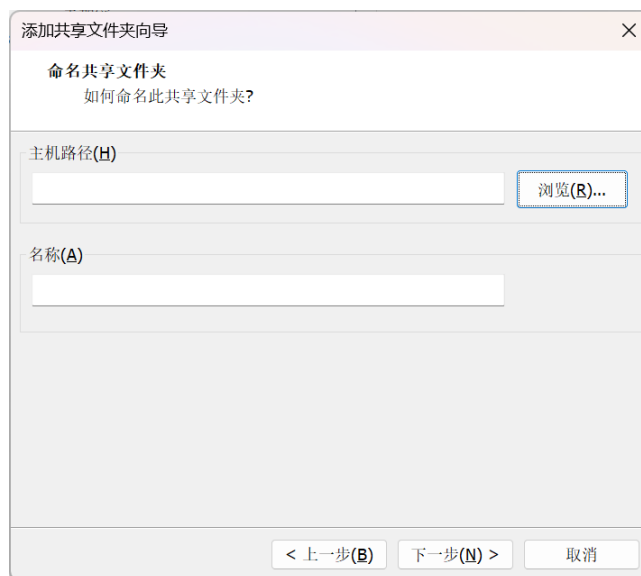 添加共享文件夹向导
命名共享文件夹
如何命名此共享文件夹?
主机路径(H)
浏览(R)...
名称(A)
< 上一步(B)
下一步(N) >
取消